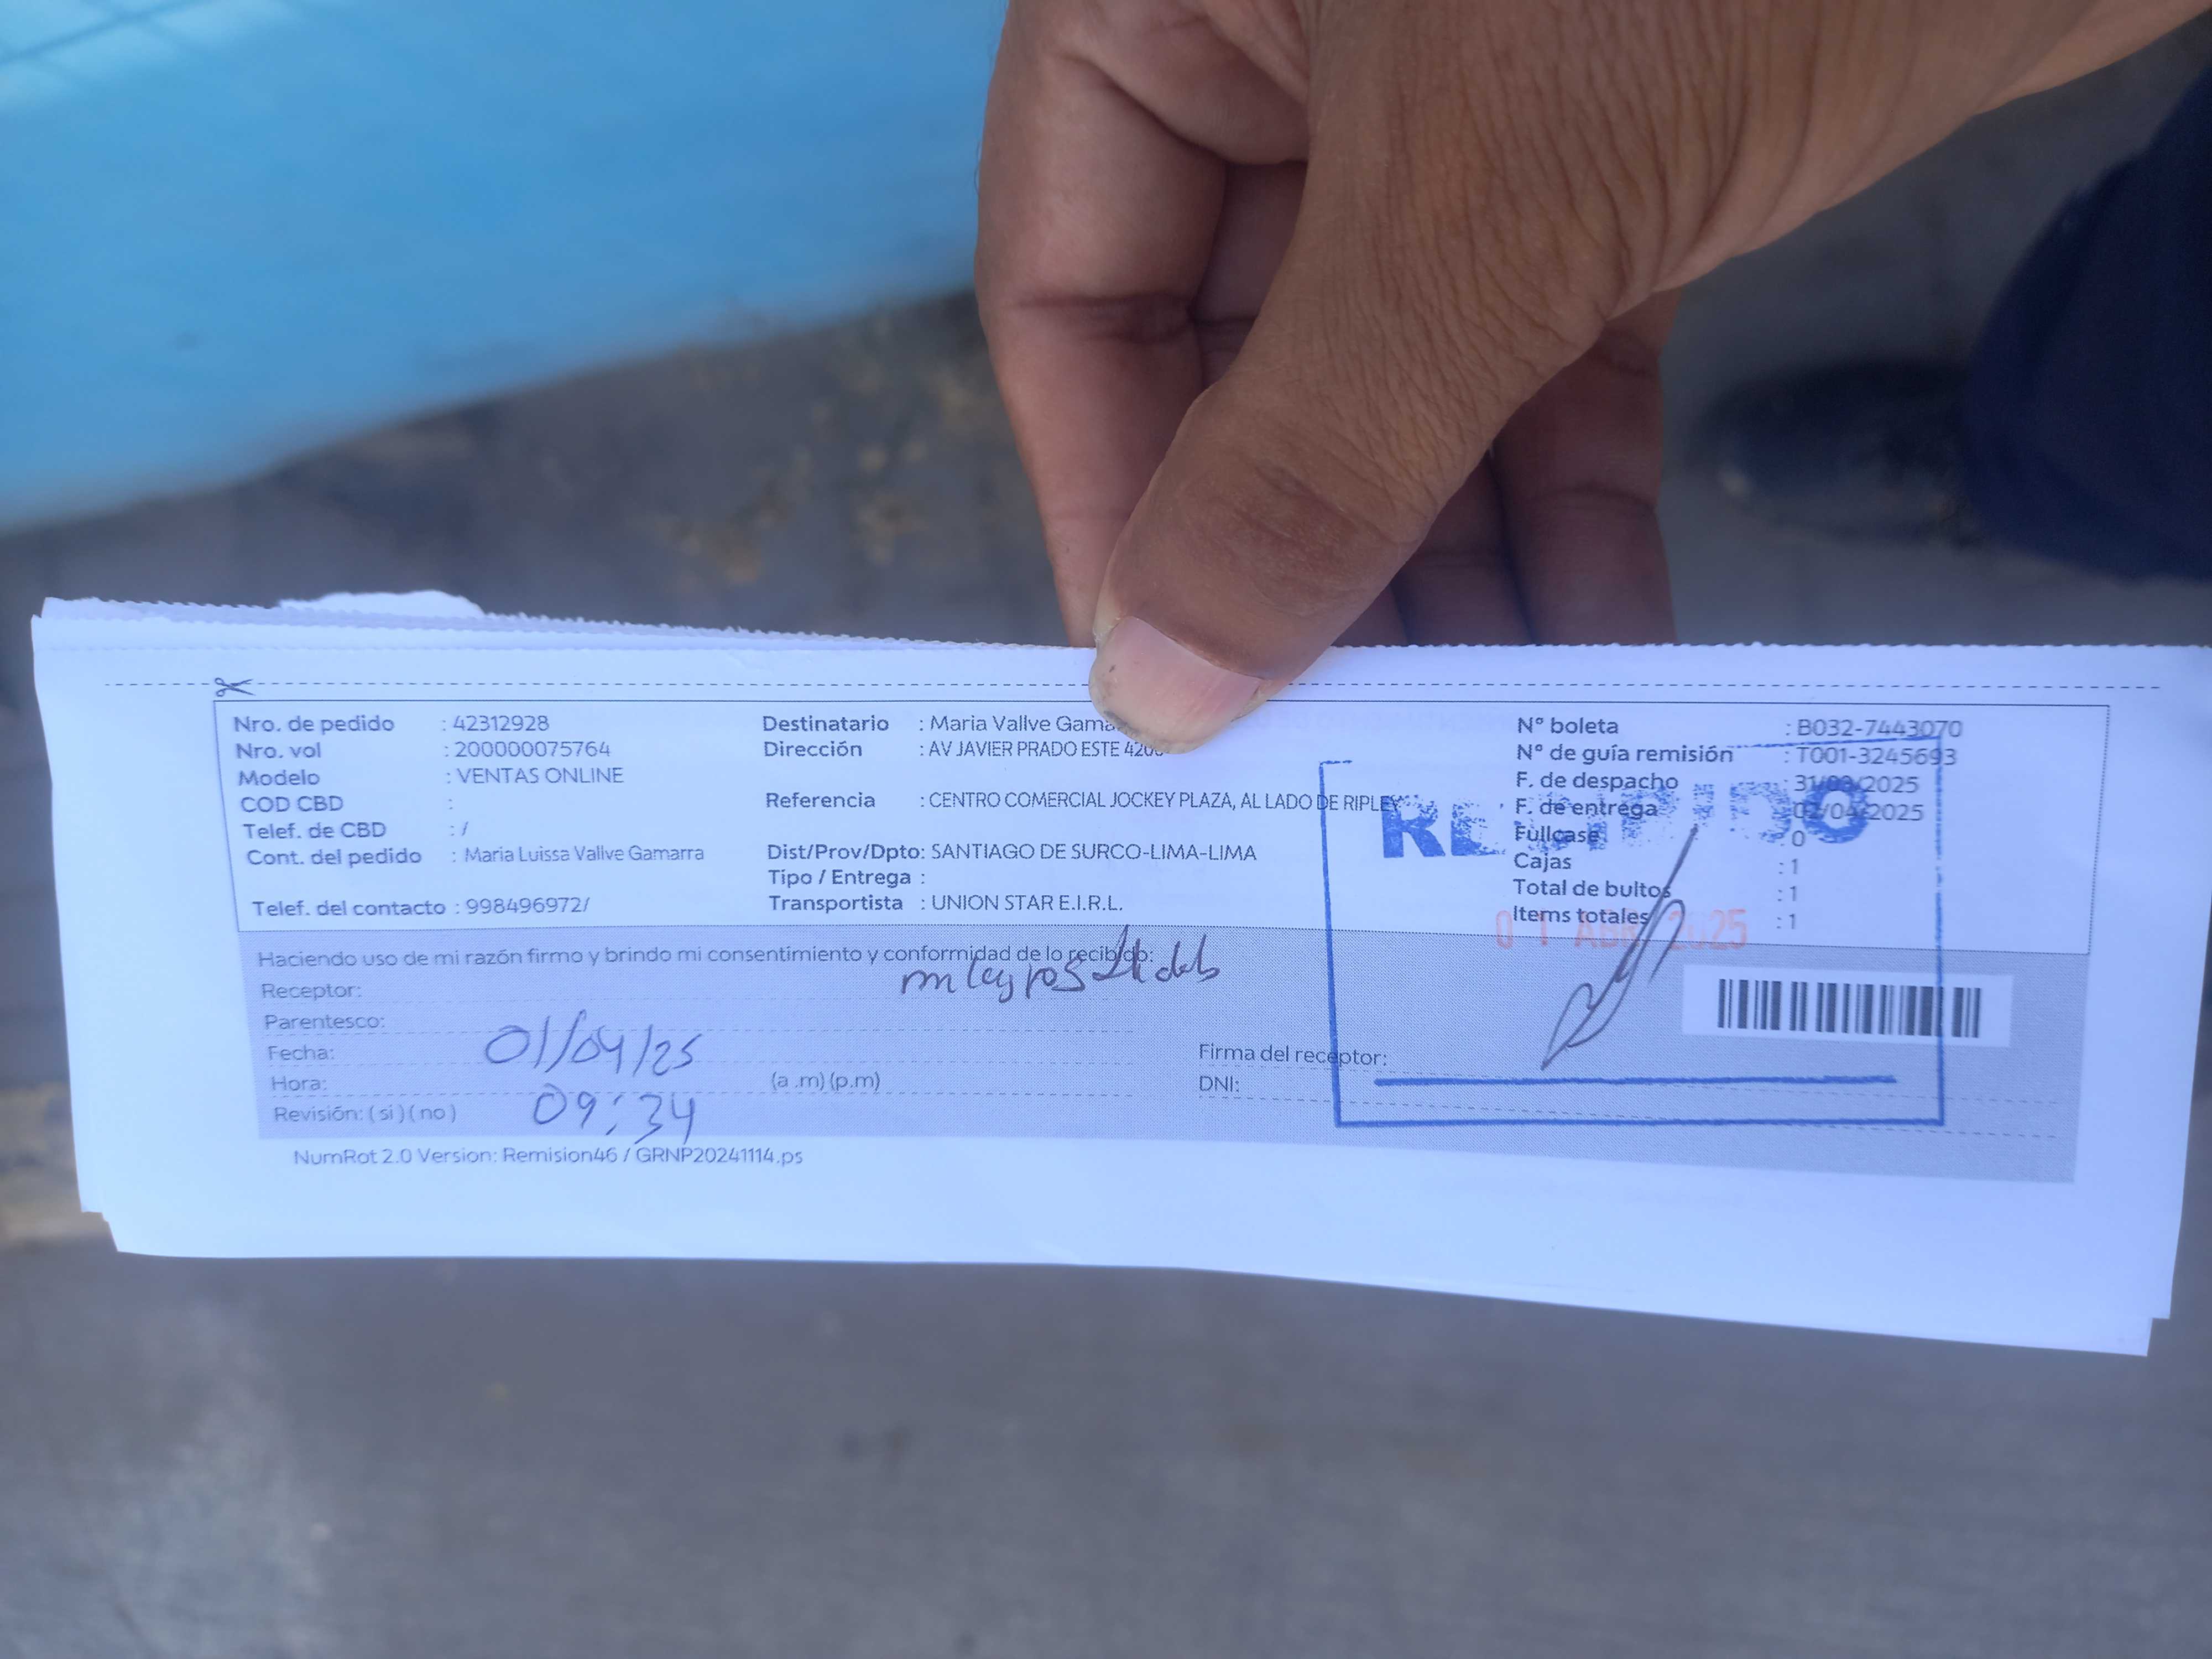 Nro. de pedido : 42312928
Nro. vol : 200000075764
Modelo : VENTAS ONLINE
COD CBD :
Telef. de CBD : /
Cont. del pedido : Maria Luissa Vallve Gamarra
Telef. del contacto : 998496972/
Destinatario : Maria Vallve Gama
Dirección : AV JAVIER PRADO ESTE 4200
Referencia : CENTRO COMERCIAL JOCKEY PLAZA, AL LADO DE RIPLEY
Dist/Prov/Dpto: SANTIAGO DE SURCO-LIMA-LIMA
Tipo / Entrega :
Transportista : UNION STAR E.I.R.L.
N° boleta : B032-7443070
N° de guía remisión : T001-3245693
F. de despacho : 31/03/2025
F. de entrega : 02/04/2025
Fullcase : 0
Cajas : 1
Total de bultos : 1
Items totales : 1
RECIBIDO
01 ABR 2025
Haciendo uso de mi razón firmo y brindo mi consentimiento y conformidad de lo recibido:
Receptor: milagros
Parentesco:
Fecha: 01/04/25
Hora: 09:34 (a .m) (p.m)
Revisión: ( si ) ( no )
Firma del receptor:
DNI:
NumRot 2.0 Version: Remision46 / GRNP20241114.ps